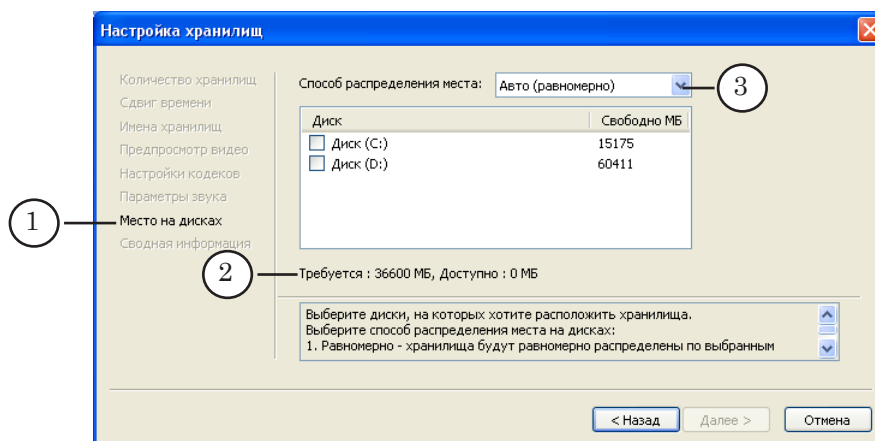 Настройка хранилищ
Количество хранилищ
Сдвиг времени
Имена хранилищ
Предпросмотр видео
Настройки кодеков
Параметры звука
1
Место на дисках
Сводная информация
Способ распределения места: Авто (равномерно)
3
Диск Свободно МБ
Диск (C:) 15175
Диск (D:) 60411
2
Требуется : 36600 МБ, Доступно : 0 МБ
Выберите диски, на которых хотите расположить хранилища.
Выберите способ распределения места на дисках:
1. Равномерно - хранилища будут равномерно распределены по выбранным
< Назад Далее > Отмена